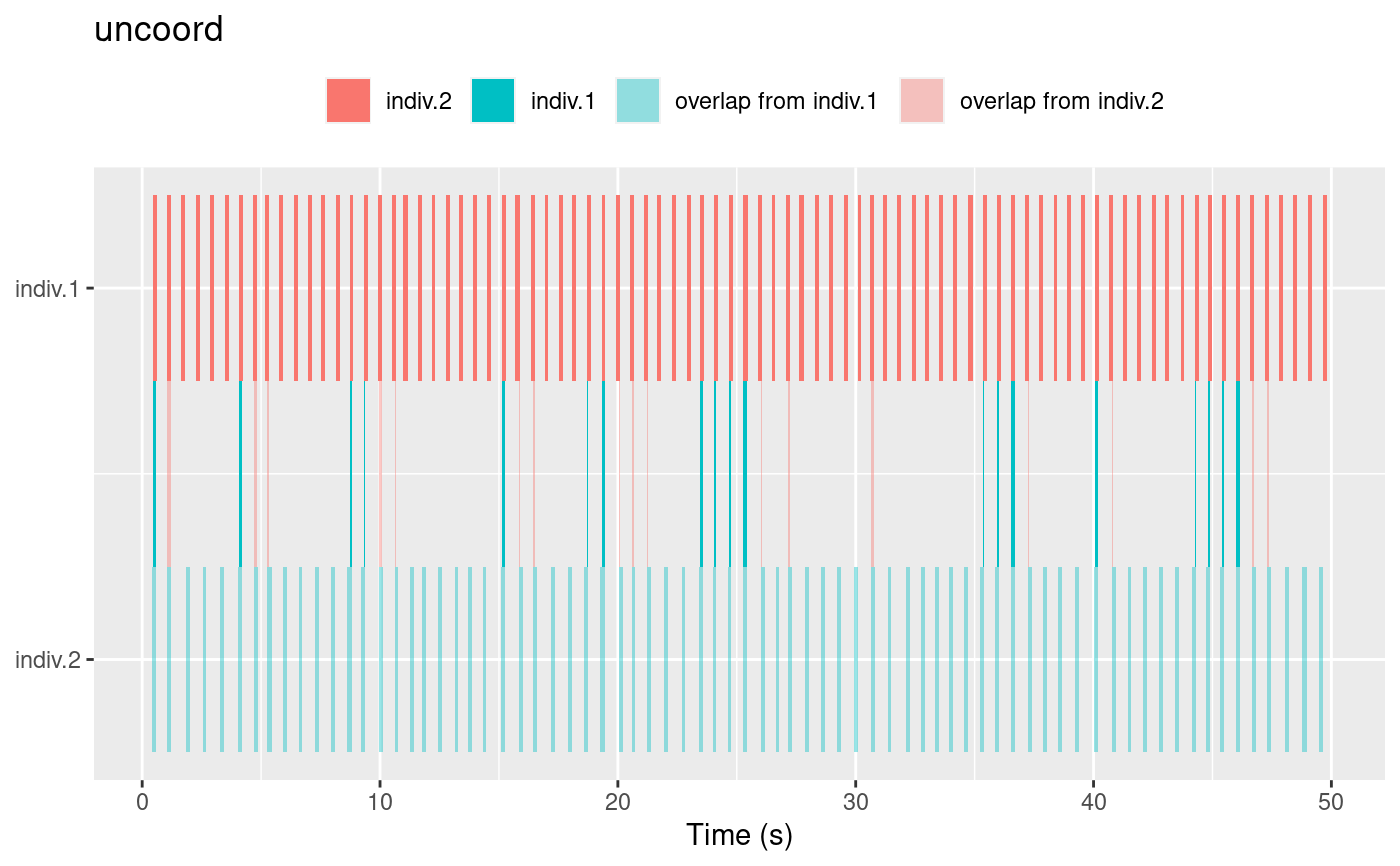 uncoord
indiv.2 indiv.1 overlap from indiv.1 overlap from indiv.2
indiv.1
indiv.2
0 10 20 30 40 50
Time (s)